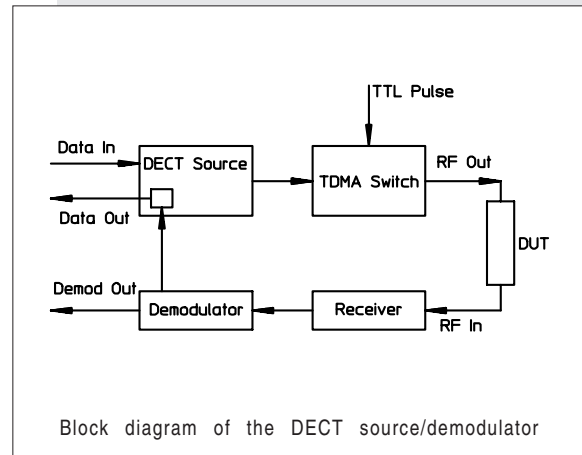 TTL Pulse
Data In
DECT Source
TDMA Switch
RF Out
Data Out
DUT
Demod Out
Demodulator
Receiver
RF In
Block diagram of the DECT source/demodulator